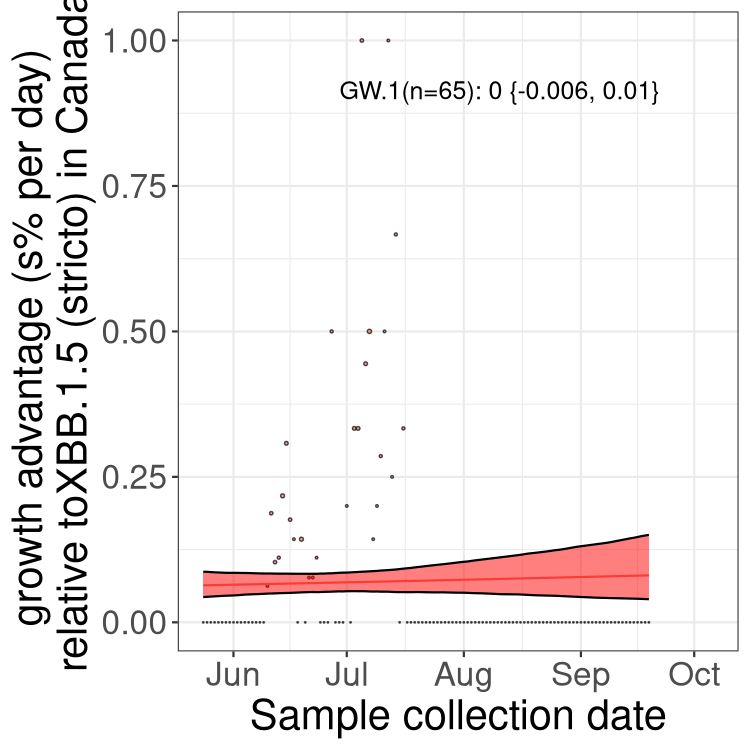 growth advantage (s% per day)
relative toXBB.1.5 (stricto) in Canada
1.00
0.75
0.50
0.25
0.00
GW.1(n=65): 0 {-0.006, 0.01}
Jun
Jul
Aug
Sep
Oct
Sample collection date